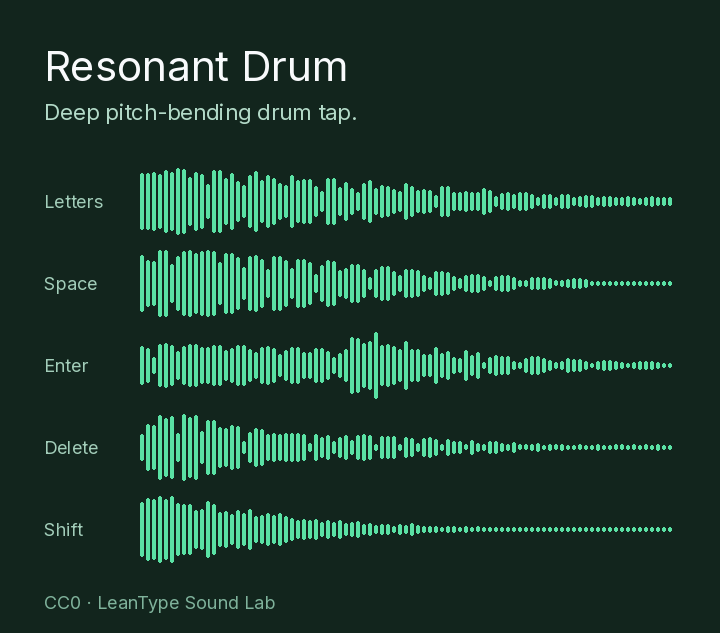 Resonant Drum
Deep pitch-bending drum tap.
Letters
Space
Enter
Delete
Shift
CC0 · LeanType Sound Lab